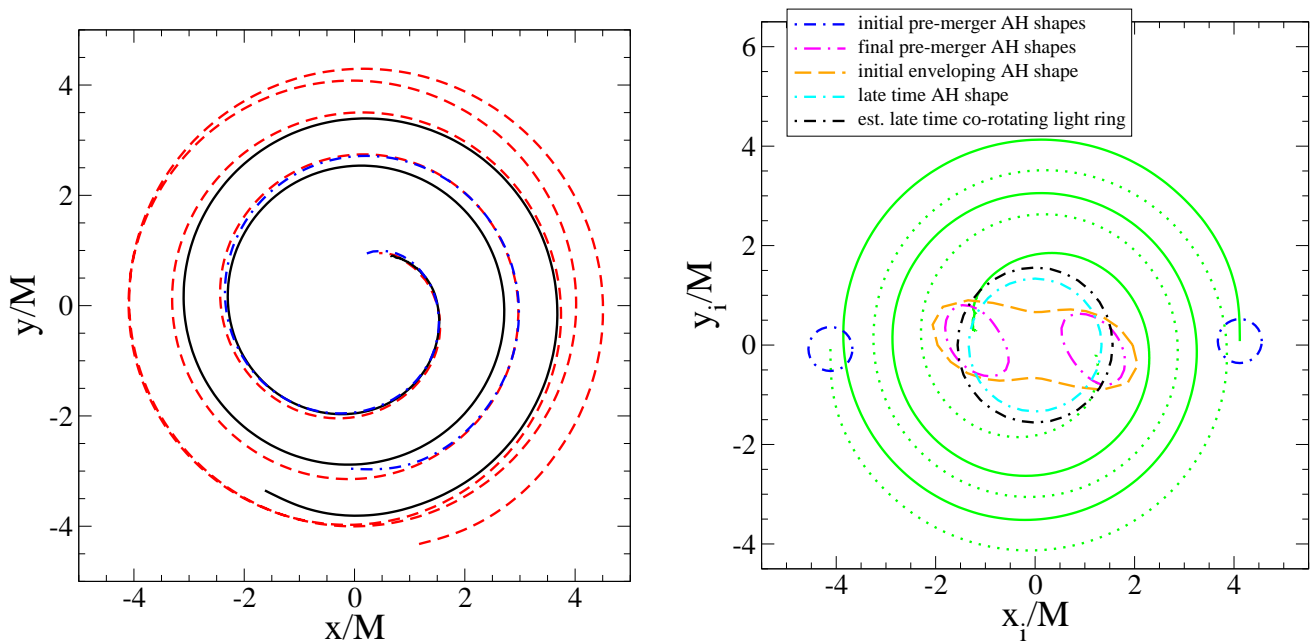 4
2
0
-2
-4
y/M
-4
-2
0
2
4
x/M
initial pre-merger AH shapes
final pre-merger AH shapes
initial enveloping AH shape
late time AH shape
est. late time co-rotating light ring
6
4
2
0
-2
-4
y_i/M
-4
-2
0
2
4
x_i/M